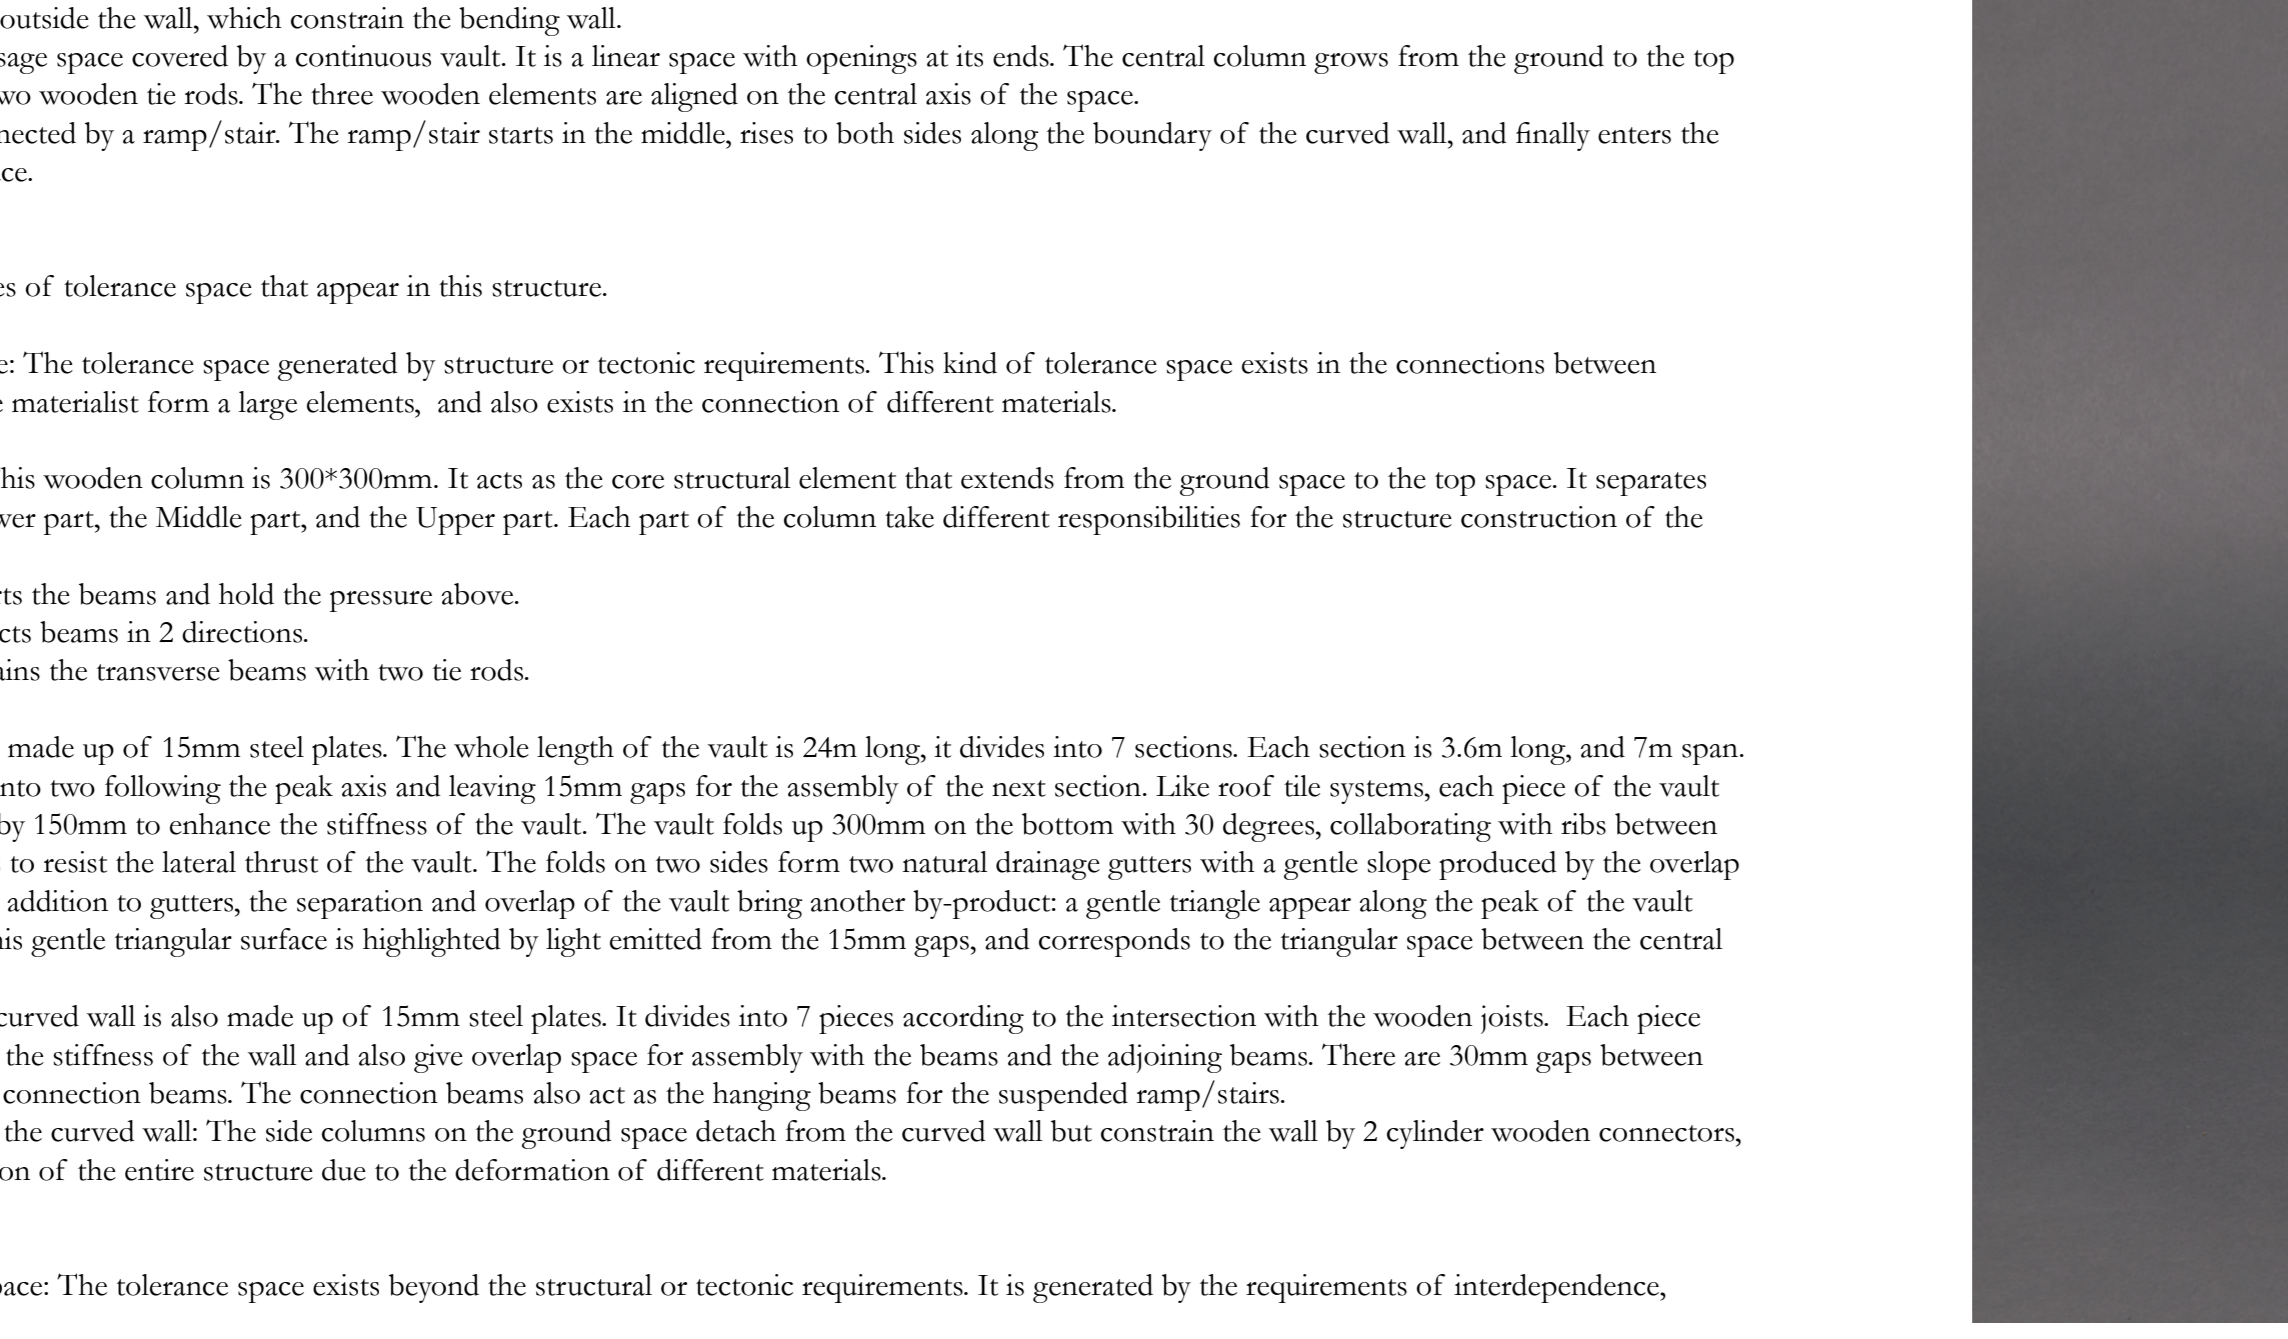 outside the wall, which constrain the bending wall.
sage space covered by a continuous vault. It is a linear space with openings at its ends. The central column grows from the ground to the top
wo wooden tie rods. The three wooden elements are aligned on the central axis of the space.
nected by a ramp/stair. The ramp/stair starts in the middle, rises to both sides along the boundary of the curved wall, and finally enters the
ce.
es of tolerance space that appear in this structure.
e: The tolerance space generated by structure or tectonic requirements. This kind of tolerance space exists in the connections between
e materialist form a large elements, and also exists in the connection of different materials.
his wooden column is 300*300mm. It acts as the core structural element that extends from the ground space to the top space. It separates
wer part, the Middle part, and the Upper part. Each part of the column take different responsibilities for the structure construction of the
rts the beams and hold the pressure above.
cts beams in 2 directions.
ains the transverse beams with two tie rods.
made up of 15mm steel plates. The whole length of the vault is 24m long, it divides into 7 sections. Each section is 3.6m long, and 7m span.
nto two following the peak axis and leaving 15mm gaps for the assembly of the next section. Like roof tile systems, each piece of the vault
by 150mm to enhance the stiffness of the vault. The vault folds up 300mm on the bottom with 30 degrees, collaborating with ribs between
to resist the lateral thrust of the vault. The folds on two sides form two natural drainage gutters with a gentle slope produced by the overlap
addition to gutters, the separation and overlap of the vault bring another by-product: a gentle triangle appear along the peak of the vault
his gentle triangular surface is highlighted by light emitted from the 15mm gaps, and corresponds to the triangular space between the central
curved wall is also made up of 15mm steel plates. It divides into 7 pieces according to the intersection with the wooden joists. Each piece
the stiffness of the wall and also give overlap space for assembly with the beams and the adjoining beams. There are 30mm gaps between
connection beams. The connection beams also act as the hanging beams for the suspended ramp/stairs.
the curved wall: The side columns on the ground space detach from the curved wall but constrain the wall by 2 cylinder wooden connectors,
on of the entire structure due to the deformation of different materials.
pace: The tolerance space exists beyond the structural or tectonic requirements. It is generated by the requirements of interdependence,